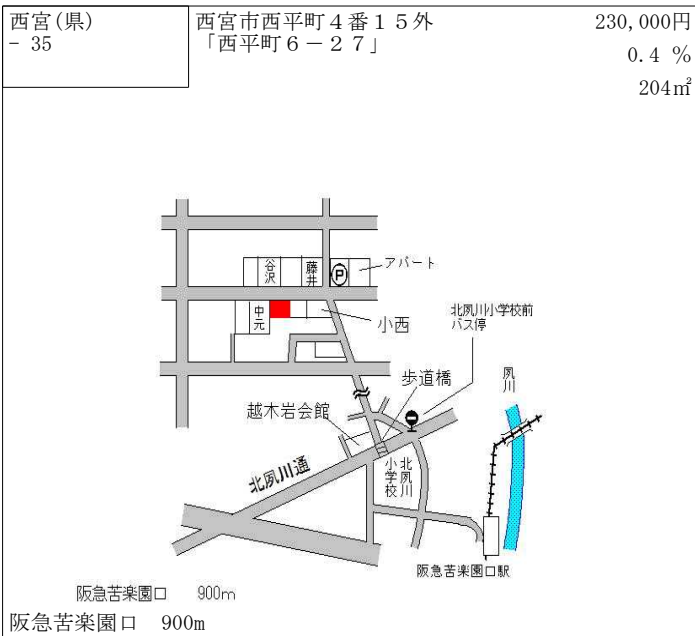 西宮(県)
- 35
西宮市西平町４番１５外
「西平町６－２７」
230,000円
0.4 %
204㎡
谷沢
藤井
P
アパート
中元
小西
北夙川小学校前
バス停
夙川
歩道橋
越木岩会館
北夙川通
北夙川
小学校
阪急苦楽園口駅
阪急苦楽園口 900m
阪急苦楽園口 900m